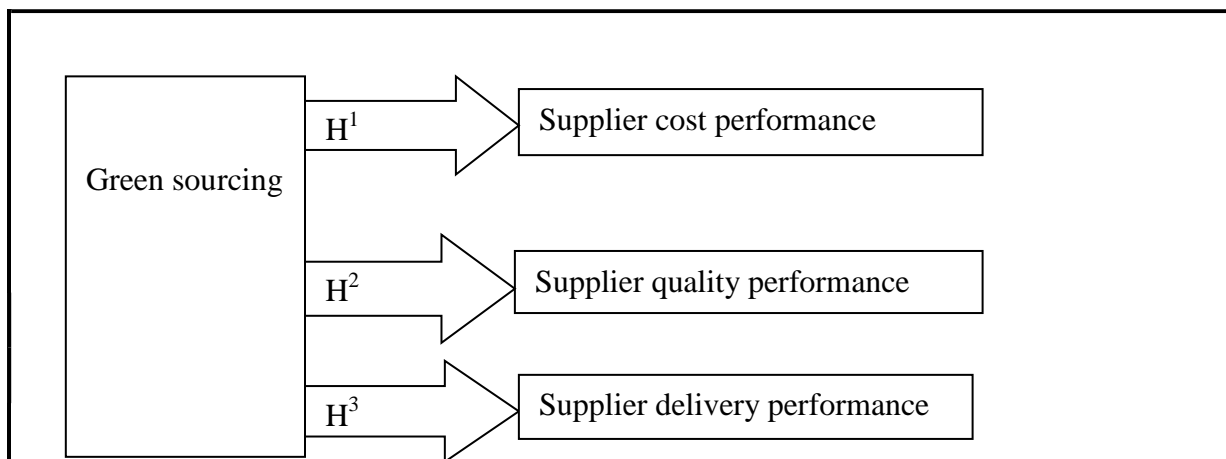 Green sourcing
H¹
Supplier cost performance
H²
Supplier quality performance
H³
Supplier delivery performance